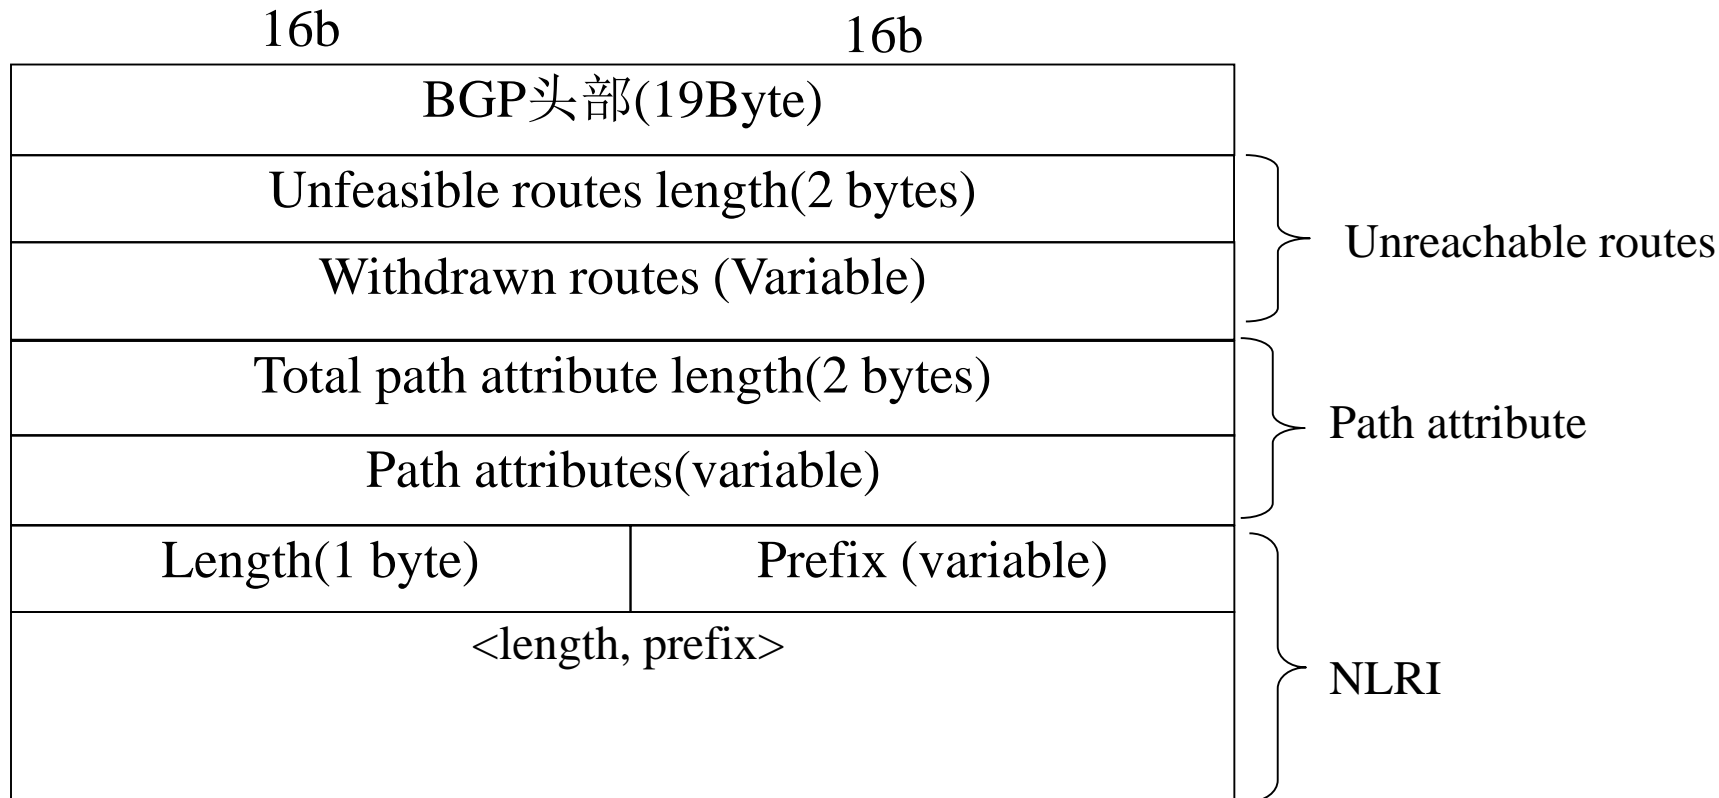 16b 16b
BGP头部(19Byte)
Unfeasible routes length(2 bytes)
Withdrawn routes (Variable)
Unreachable routes
Total path attribute length(2 bytes)
Path attributes(variable)
Path attribute
Length(1 byte) Prefix (variable)
<length, prefix>
NLRI